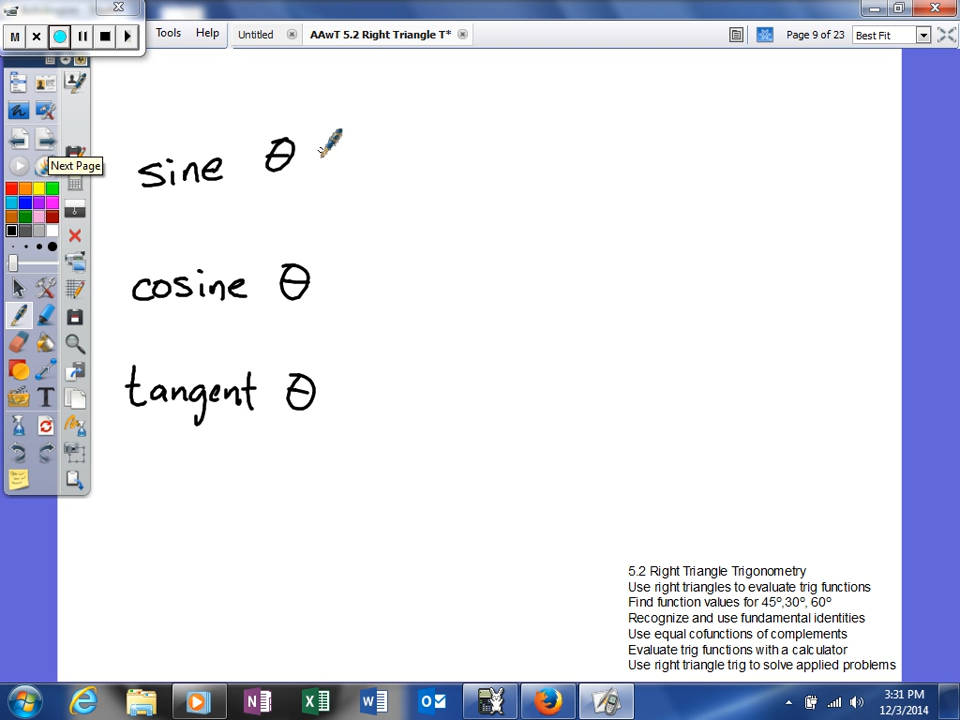 M
Tools Help Untitled AAwT 5.2 Right Triangle T* Page 9 of 23 Best Fit
sine θ
Next Page
cosine θ
tangent θ
T
5.2 Right Triangle Trigonometry
Use right triangles to evaluate trig functions
Find function values for 45°,30°, 60°
Recognize and use fundamental identities
Use equal cofunctions of complements
Evaluate trig functions with a calculator
Use right triangle trig to solve applied problems
3:31 PM
12/3/2014